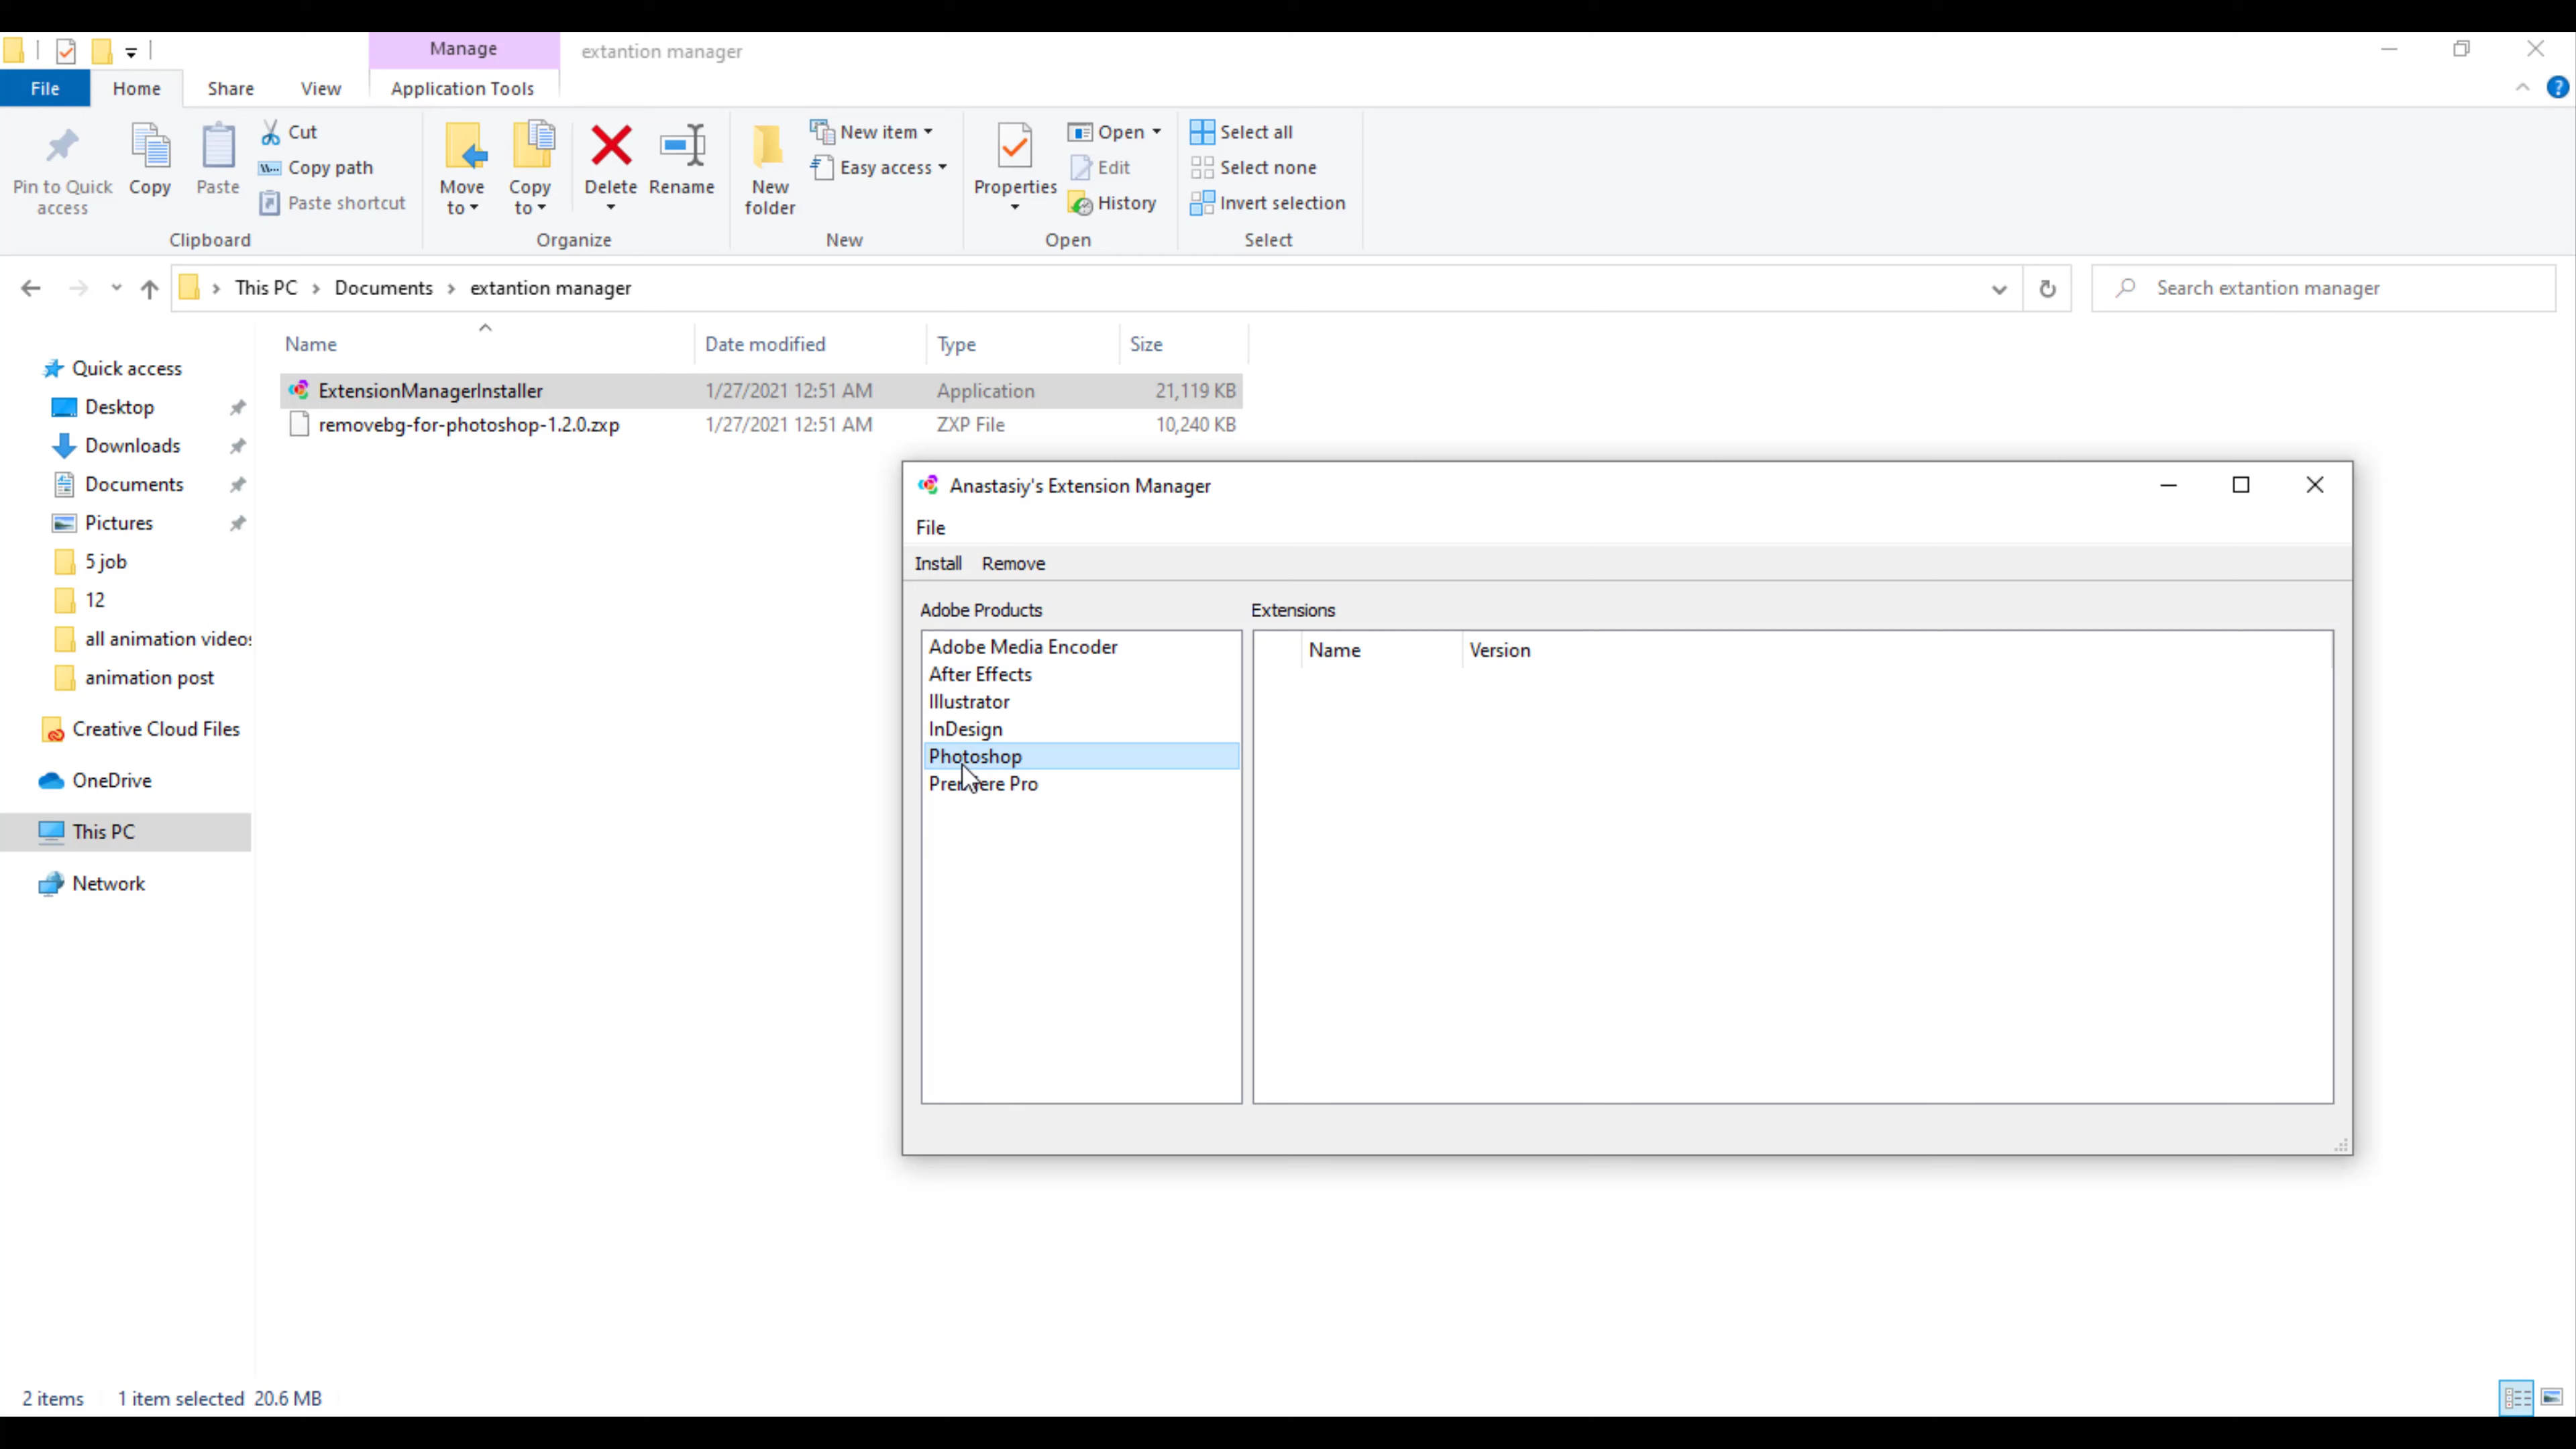 Manage
extantion manager
File
Home
Share
View
Application Tools
Pin to Quick access
Copy
Paste
Cut
Copy path
Paste shortcut
Clipboard
Move to
Copy to
Delete
Rename
Organize
New folder
New item
Easy access
New
Properties
Open
Edit
History
Open
Select all
Select none
Invert selection
Select
This PC > Documents > extantion manager
Search extantion manager
Name Date modified Type Size
ExtensionManagerInstaller 1/27/2021 12:51 AM Application 21,119 KB
removebg-for-photoshop-1.2.0.zxp 1/27/2021 12:51 AM ZXP File 10,240 KB
Quick access
Desktop
Downloads
Documents
Pictures
5 job
12
all animation videos
animation post
Creative Cloud Files
OneDrive
This PC
Network
Anastasiy's Extension Manager
File
Install Remove
Adobe Products
Adobe Media Encoder
After Effects
Illustrator
InDesign
Photoshop
Premiere Pro
Extensions
Name Version
2 items 1 item selected 20.6 MB